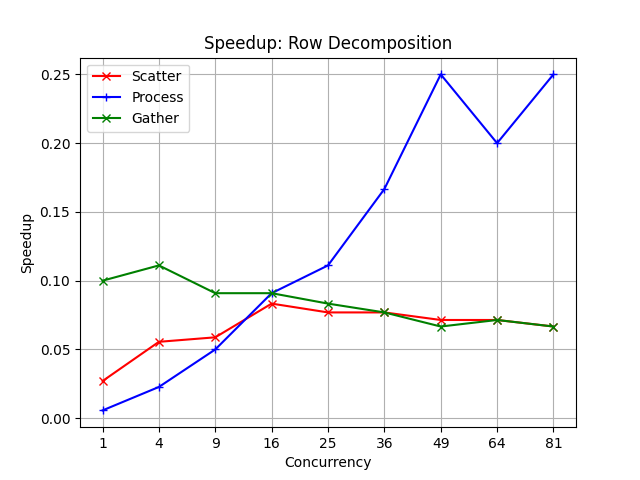 Speedup: Row Decomposition
Scatter
Process
Gather
Speedup
0.25
0.20
0.15
0.10
0.05
0.00
1 4 9 16 25 36 49 64 81
Concurrency